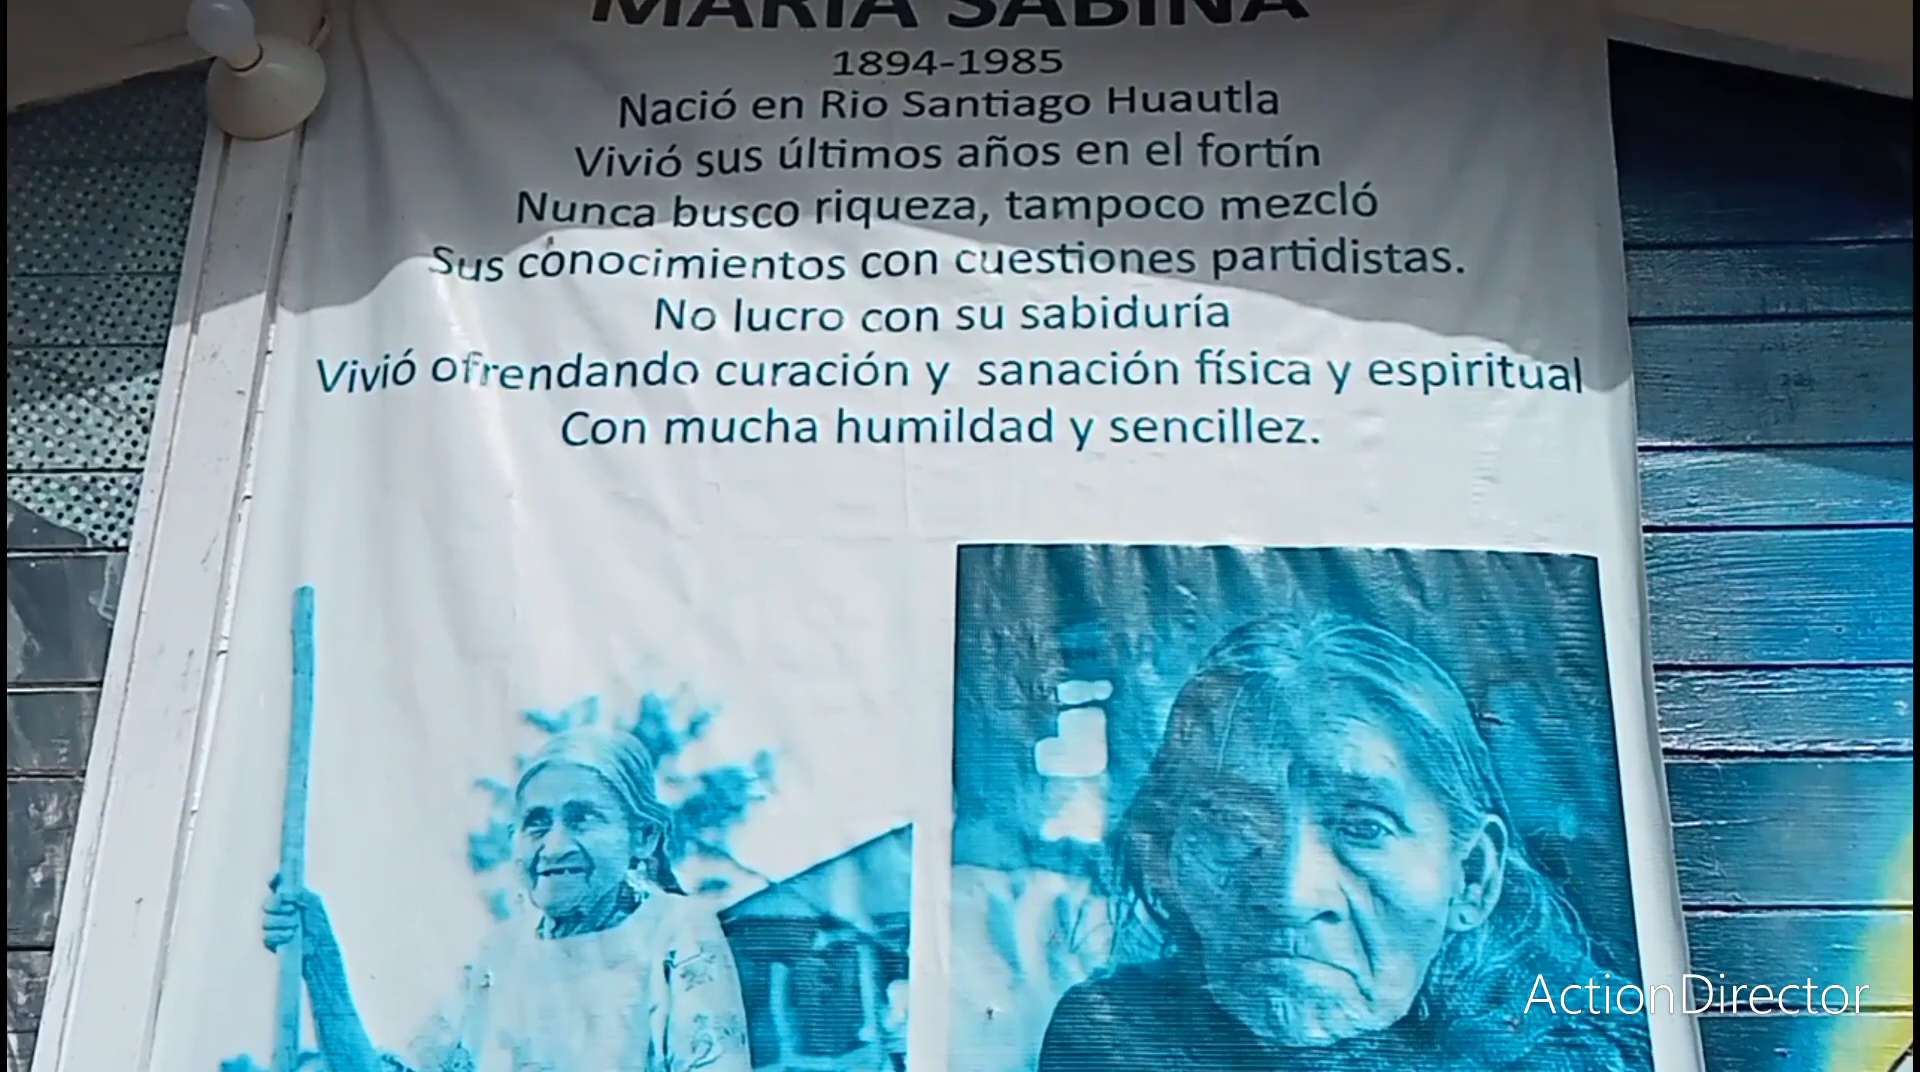 MARIA SABINA
1894-1985
Nació en Rio Santiago Huautla
Vivió sus últimos años en el fortín
Nunca busco riqueza, tampoco mezcló
Sus conocimientos con cuestiones partidistas.
No lucro con su sabiduría
Vivió ofrendando curación y sanación física y espiritual
Con mucha humildad y sencillez.
ActionDirector